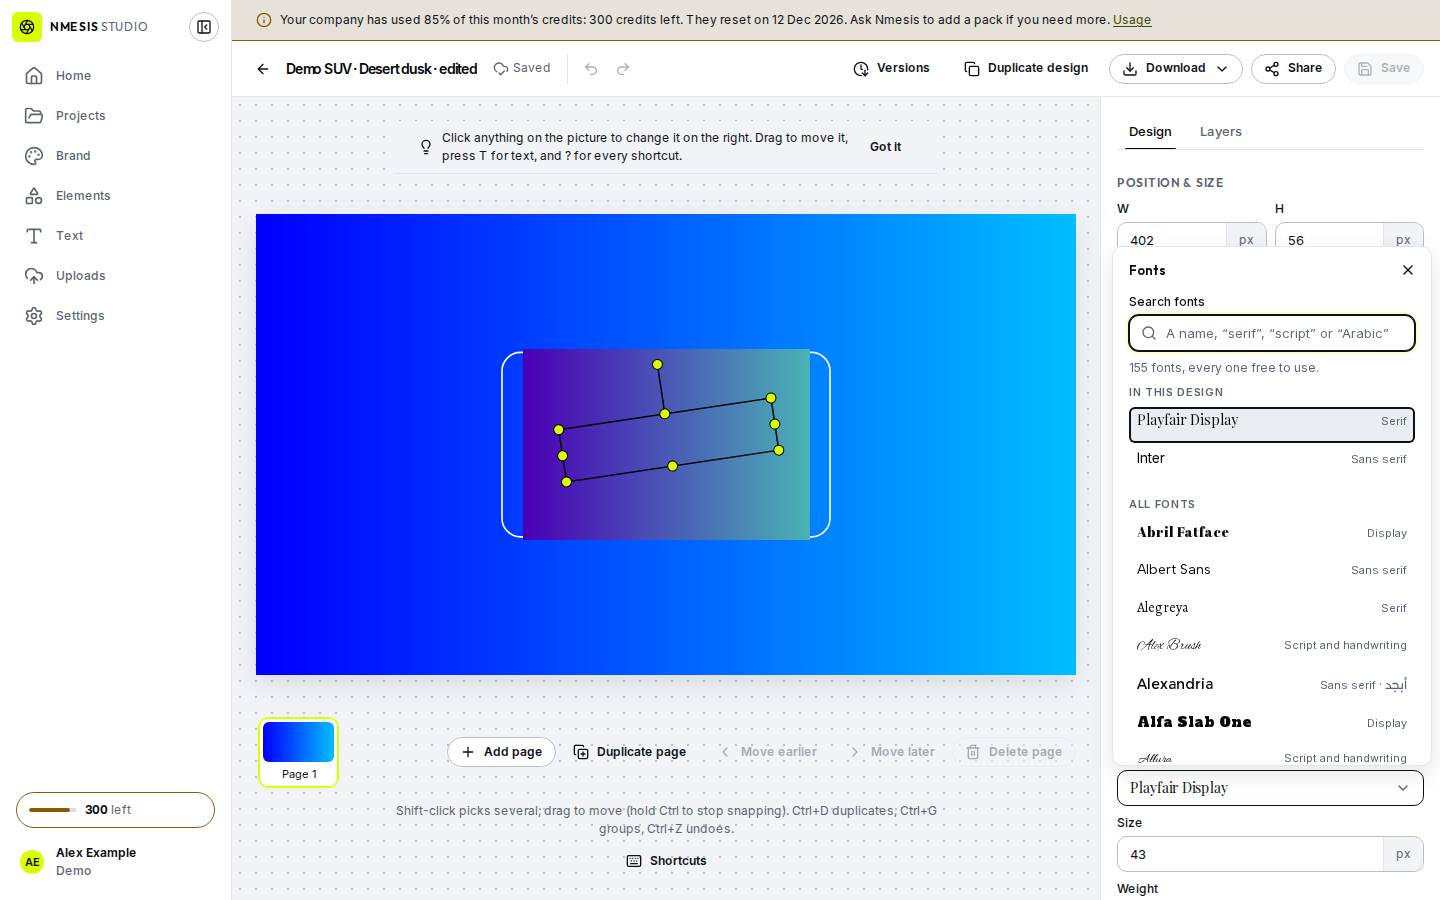 NMESIS STUDIO
Home
Projects
Brand
Elements
Text
Uploads
Settings
300 left
AE
Alex Example
Demo
Your company has used 85% of this month’s credits: 300 credits left. They reset on 12 Dec 2026. Ask Nmesis to add a pack if you need more. Usage
Demo SUV · Desert dusk · edited
Saved
Versions
Duplicate design
Download
Share
Save
Click anything on the picture to change it on the right. Drag to move it,
press T for text, and ? for every shortcut.
Got it
Page 1
Add page
Duplicate page
Move earlier
Move later
Delete page
Shift-click picks several; drag to move (hold Ctrl to stop snapping). Ctrl+D duplicates, Ctrl+G
groups, Ctrl+Z undoes.
Shortcuts
Design
Layers
POSITION & SIZE
W
H
402 px
56 px
Fonts
Search fonts
A name, “serif”, “script” or “Arabic”
155 fonts, every one free to use.
IN THIS DESIGN
Playfair Display Serif
Inter Sans serif
ALL FONTS
Abril Fatface Display
Albert Sans Sans serif
Alegreya Serif
Alex Brush Script and handwriting
Alexandria Sans serif · أبجد
Alfa Slab One Display
Allura Script and handwriting
Playfair Display
Size
43 px
Weight